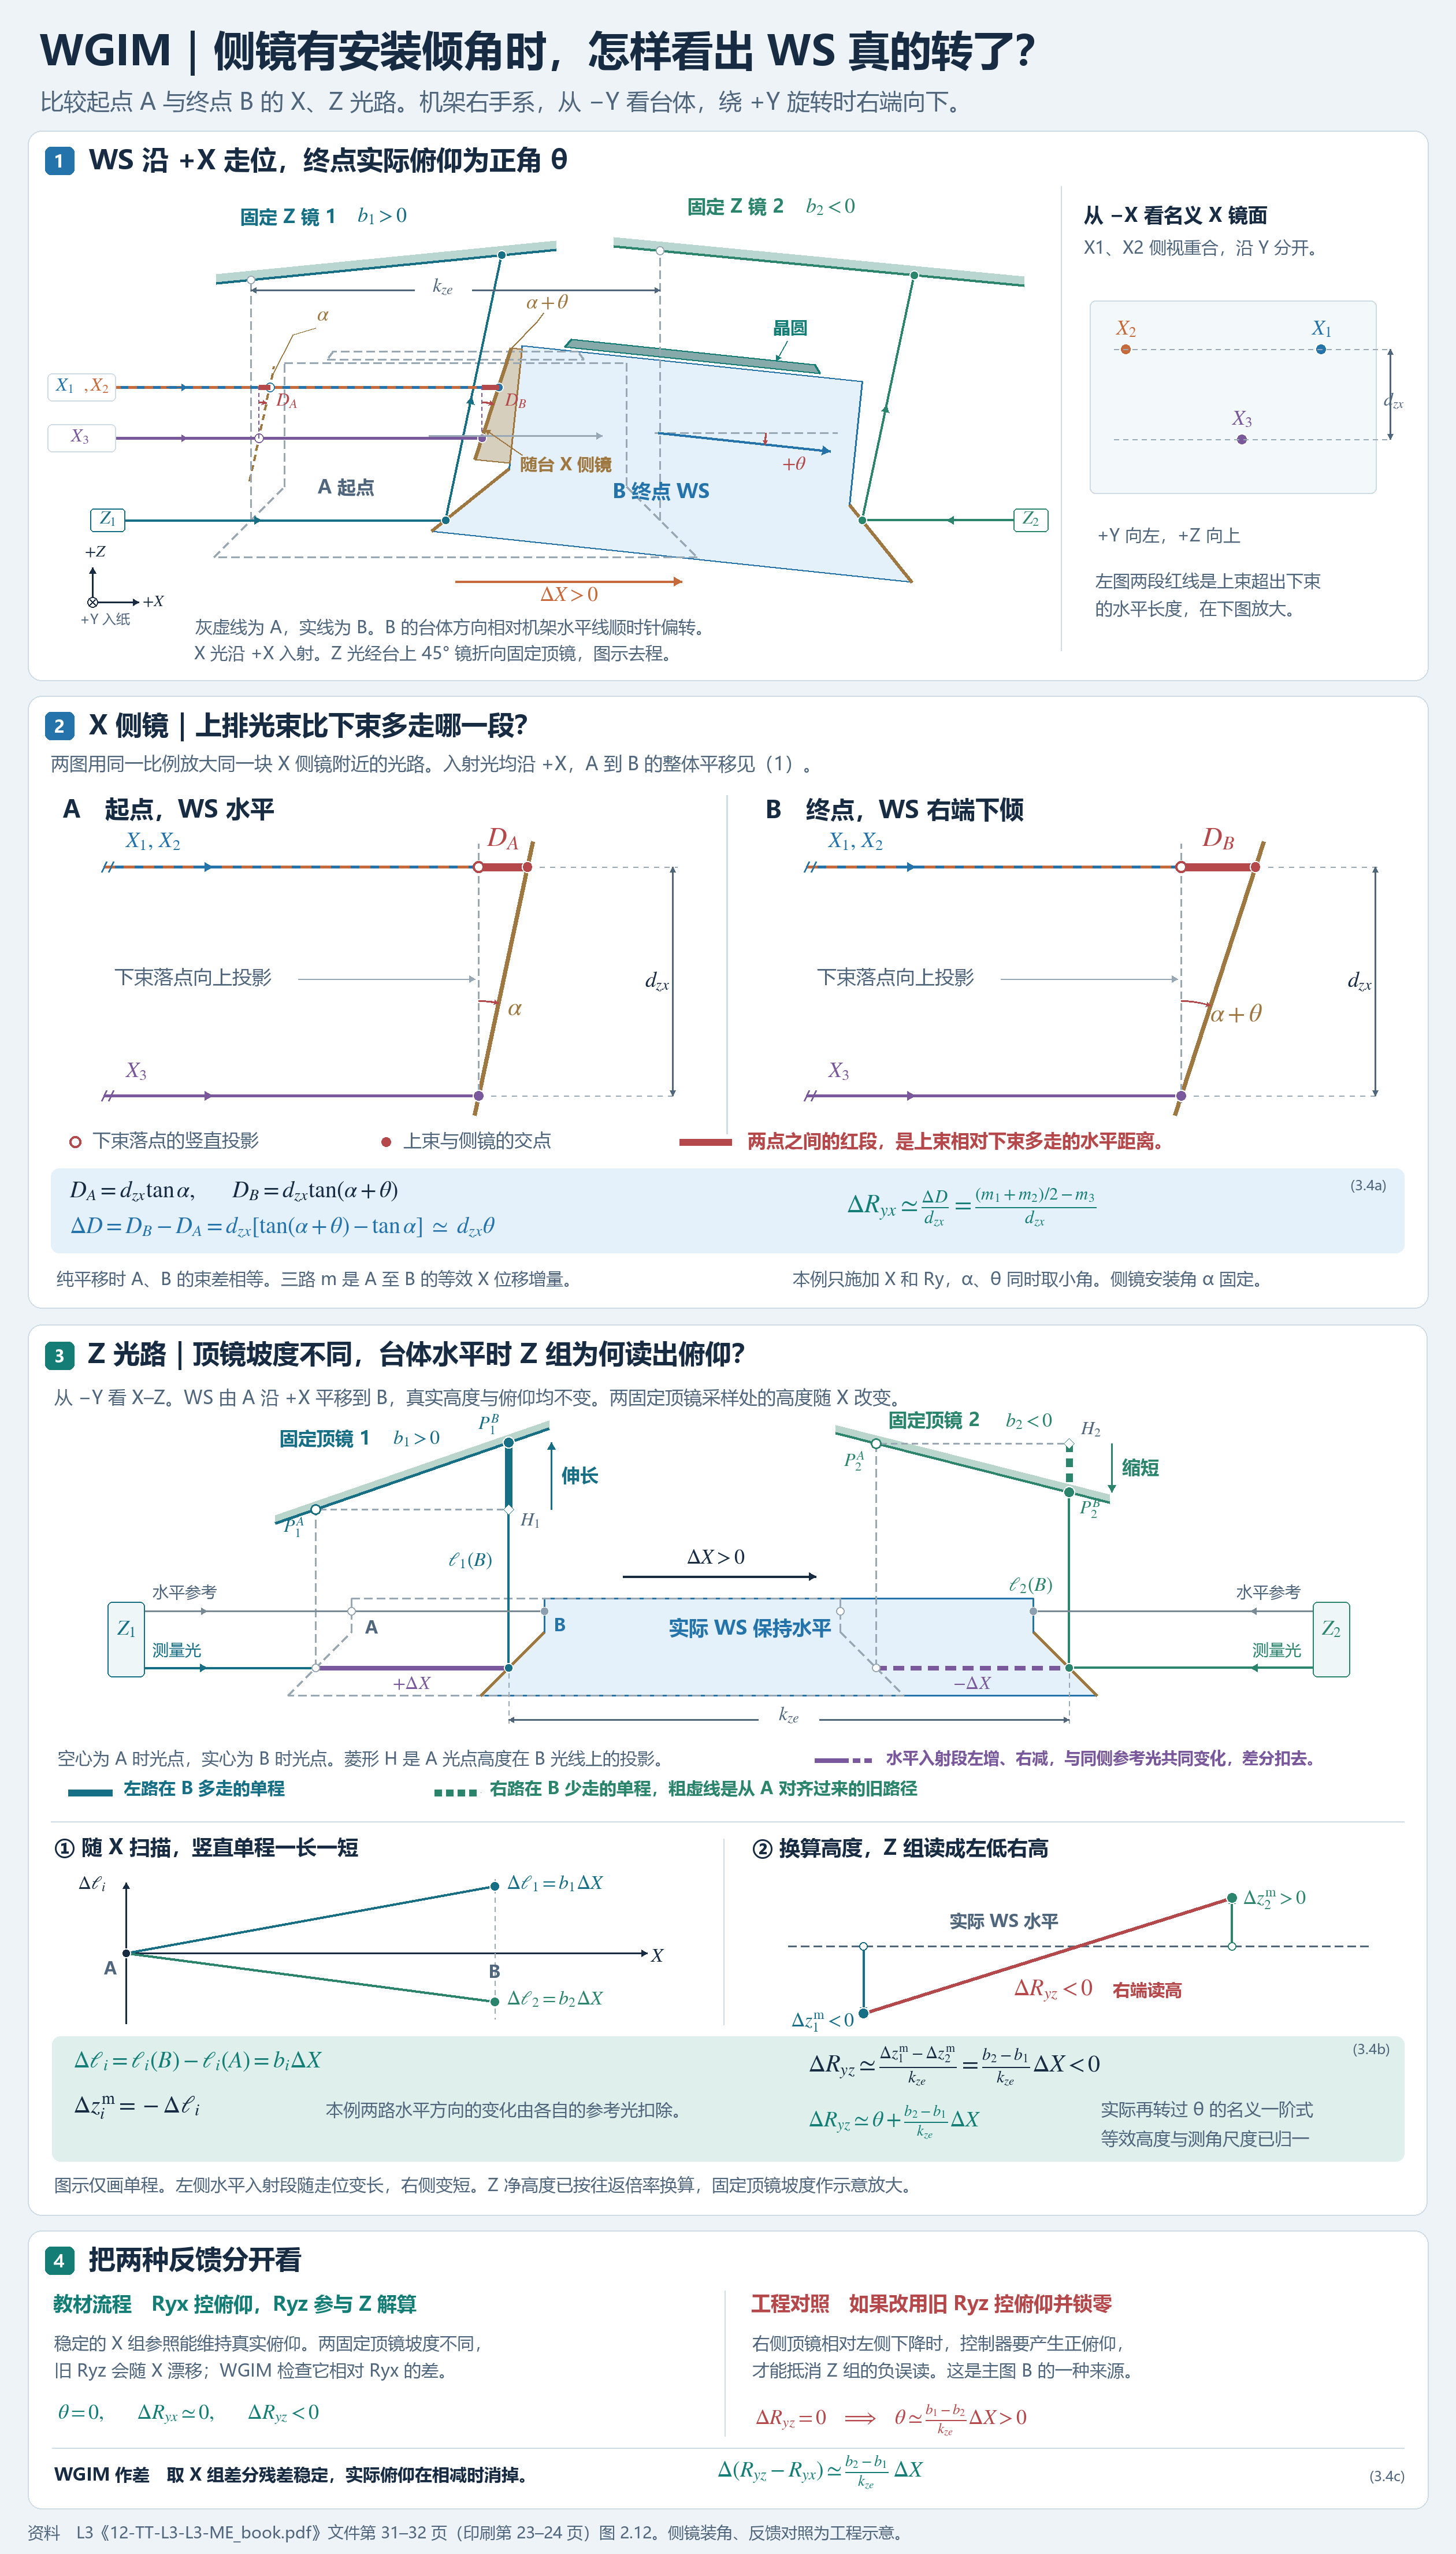 WGIM｜侧镜有安装倾角时，怎样看出 WS 真的转了？
比较起点 A 与终点 B 的 X、Z 光路。机架右手系，从 −Y 看台体，绕 +Y 旋转时右端向下。
1 WS 沿 +X 走位，终点实际俯仰为正角 θ
固定 Z 镜 1 b₁>0
固定 Z 镜 2 b₂<0
k_ze
α
α+θ
晶圆
X₁ ,X₂
D_A
D_B
X₃
随台 X 侧镜
+θ
A 起点
B 终点 WS
Z₁
Z₂
+Z
+X
+Y 入纸
ΔX>0
灰虚线为 A，实线为 B。B 的台体方向相对机架水平线顺时针偏转。
X 光沿 +X 入射。Z 光经台上 45° 镜折向固定顶镜，图示去程。
从 −X 看名义 X 镜面
X1、X2 侧视重合，沿 Y 分开。
X₂
X₁
d_zx
X₃
+Y 向左，+Z 向上
左图两段红线是上束超出下束
的水平长度，在下图放大。
2 X 侧镜｜上排光束比下束多走哪一段？
两图用同一比例放大同一块 X 侧镜附近的光路。入射光均沿 +X，A 到 B 的整体平移见（1）。
A 起点，WS 水平
X₁, X₂
D_A
下束落点向上投影
d_zx
α
X₃
B 终点，WS 右端下倾
X₁, X₂
D_B
下束落点向上投影
d_zx
α+θ
X₃
下束落点的竖直投影
上束与侧镜的交点
两点之间的红段，是上束相对下束多走的水平距离。
D_A=d_zx tanα, D_B=d_zx tan(α+θ)
ΔD=D_B−D_A=d_zx[tan(α+θ)−tanα] ≃ d_zxθ
ΔR_yx≃ΔD/d_zx=((m₁+m₂)/2−m₃)/d_zx
(3.4a)
纯平移时 A、B 的束差相等。三路 m 是 A 至 B 的等效 X 位移增量。
本例只施加 X 和 Ry，α、θ 同时取小角。侧镜安装角 α 固定。
3 Z 光路｜顶镜坡度不同，台体水平时 Z 组为何读出俯仰？
从 −Y 看 X–Z。WS 由 A 沿 +X 平移到 B，真实高度与俯仰均不变。两固定顶镜采样处的高度随 X 改变。
固定顶镜 1 b₁>0
P₁^B
固定顶镜 2 b₂<0
H₂
P₂^A
伸长
缩短
P₁^A
H₁
P₂^B
ℓ₁(B)
ΔX>0
ℓ₂(B)
水平参考
水平参考
Z₁
A
B
实际 WS 保持水平
Z₂
测量光
测量光
+ΔX
−ΔX
k_ze
空心为 A 时光点，实心为 B 时光点。菱形 H 是 A 光点高度在 B 光线上的投影。
水平入射段左增、右减，与同侧参考光共同变化，差分扣去。
左路在 B 多走的单程
右路在 B 少走的单程，粗虚线是从 A 对齐过来的旧路径
① 随 X 扫描，竖直单程一长一短
Δℓᵢ
Δℓ₁=b₁ΔX
X
A
B
Δℓ₂=b₂ΔX
② 换算高度，Z 组读成左低右高
Δz₂^m>0
实际 WS 水平
ΔR_yz<0 右端读高
Δz₁^m<0
Δℓᵢ=ℓᵢ(B)−ℓᵢ(A)=bᵢΔX
Δzᵢ^m=−Δℓᵢ
本例两路水平方向的变化由各自的参考光扣除。
ΔR_yz≃(Δz₁^m−Δz₂^m)/k_ze=(b₂−b₁)/k_ze ΔX<0
(3.4b)
ΔR_yz≃θ+(b₂−b₁)/k_ze ΔX
实际再转过 θ 的名义一阶式
等效高度与测角尺度已归一
图示仅画单程。左侧水平入射段随走位变长，右侧变短。Z 净高度已按往返倍率换算，固定顶镜坡度作示意放大。
4 把两种反馈分开看
教材流程 Ryx 控俯仰，Ryz 参与 Z 解算
稳定的 X 组参照能维持真实俯仰。两固定顶镜坡度不同，
旧 Ryz 会随 X 漂移；WGIM 检查它相对 Ryx 的差。
θ=0, ΔR_yx≃0, ΔR_yz<0
工程对照 如果改用旧 Ryz 控俯仰并锁零
右侧顶镜相对左侧下降时，控制器要产生正俯仰，
才能抵消 Z 组的负误读。这是主图 B 的一种来源。
ΔR_yz=0 ⟹ θ≃(b₁−b₂)/k_ze ΔX>0
WGIM 作差 取 X 组差分残差稳定，实际俯仰在相减时消掉。
Δ(R_yz−R_yx)≃(b₂−b₁)/k_ze ΔX
(3.4c)
资料 L3《12-TT-L3-L3-ME_book.pdf》文件第 31–32 页（印刷第 23–24 页）图 2.12。侧镜装角、反馈对照为工程示意。